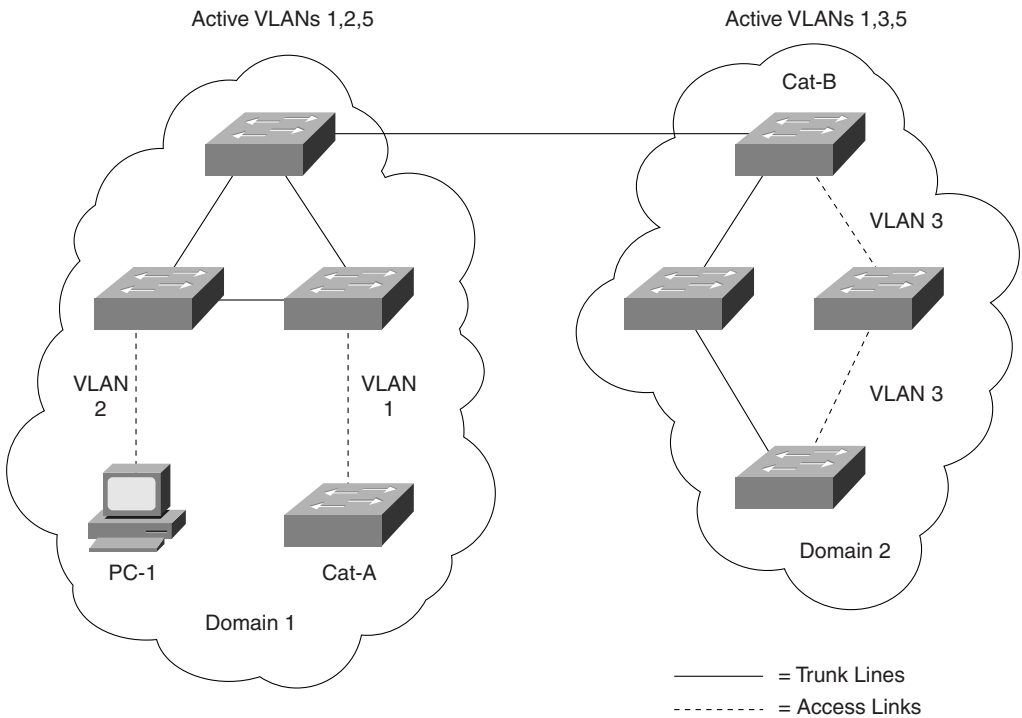 Active VLANs 1,2,5
Active VLANs 1,3,5
Cat-B
VLAN 3
VLAN
2
VLAN
1
VLAN 3
PC-1
Cat-A
Domain 2
Domain 1
= Trunk Lines
= Access Links